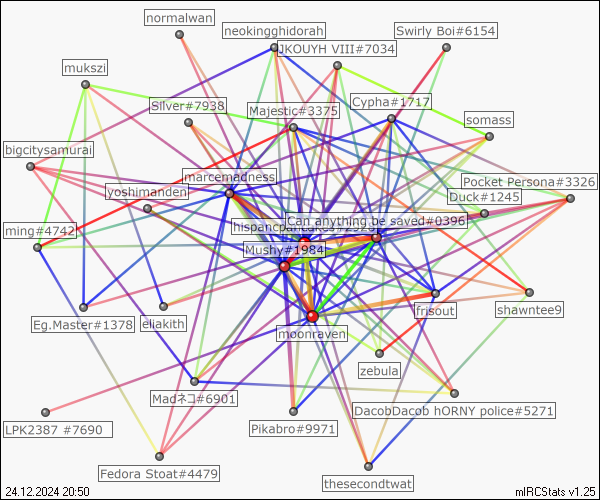 normalwan
neokingghidorah
Swirly Boi#6154
JKOUYH VIII#7034
mukszi
Silver#7938
Majestic#3375
Cypha#1717
somass
bigcitysamurai
marcemadness
Pocket Persona#3326
yoshimanden
Duck#1245
Can anything be saved#0396
ming#4742
Mushy#1984
Eg.Master#1378
eliakith
moonraven
frisout
shawntee9
zebula
Madネコ#6901
DacobDacob hORNY police#5271
LPK2387 #7690
Pikabro#9971
Fedora Stoat#4479
thesecondtwat
24.12.2024 20:50
mIRCStats v1.25